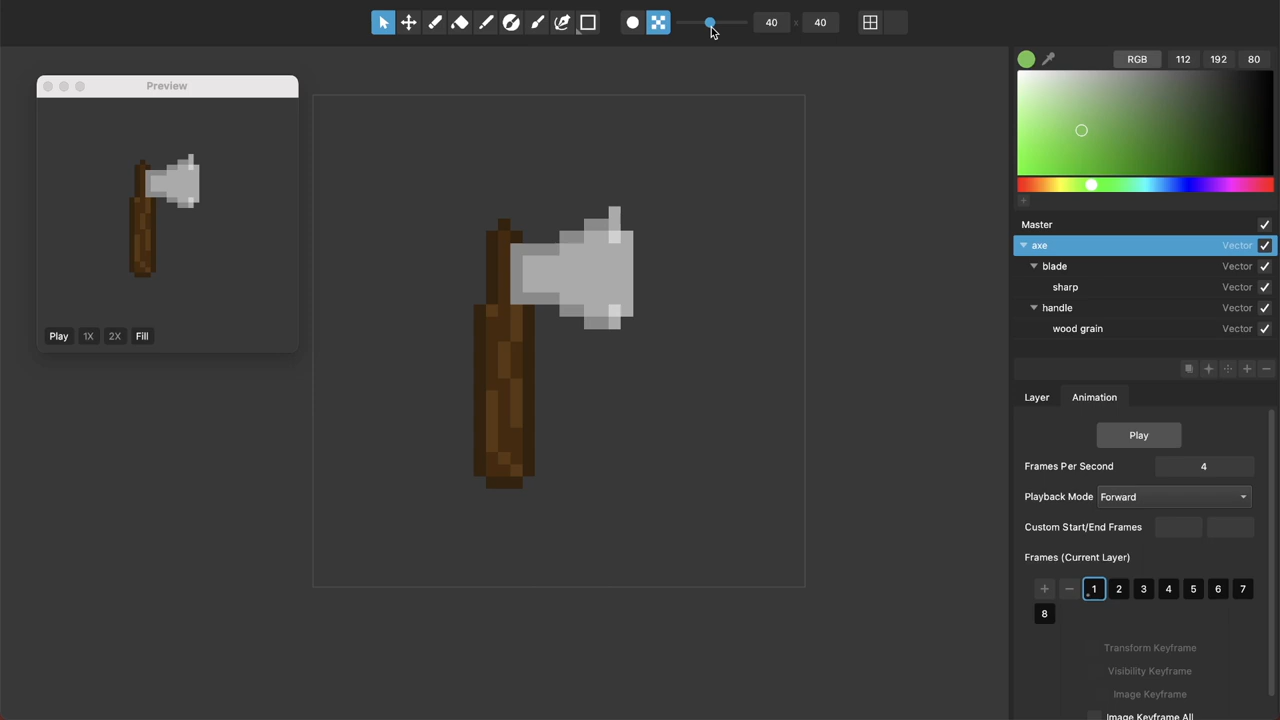 40 x 40
Preview
RGB 112 192 80
Master
axe Vector
blade Vector
sharp Vector
handle Vector
wood grain Vector
Play 1X 2X Fill
Layer Animation
Play
Frames Per Second 4
Playback Mode Forward
Custom Start/End Frames
Frames (Current Layer)
+ − 1 2 3 4 5 6 7
8
Transform Keyframe
Visibility Keyframe
Image Keyframe
Image Keyframe All